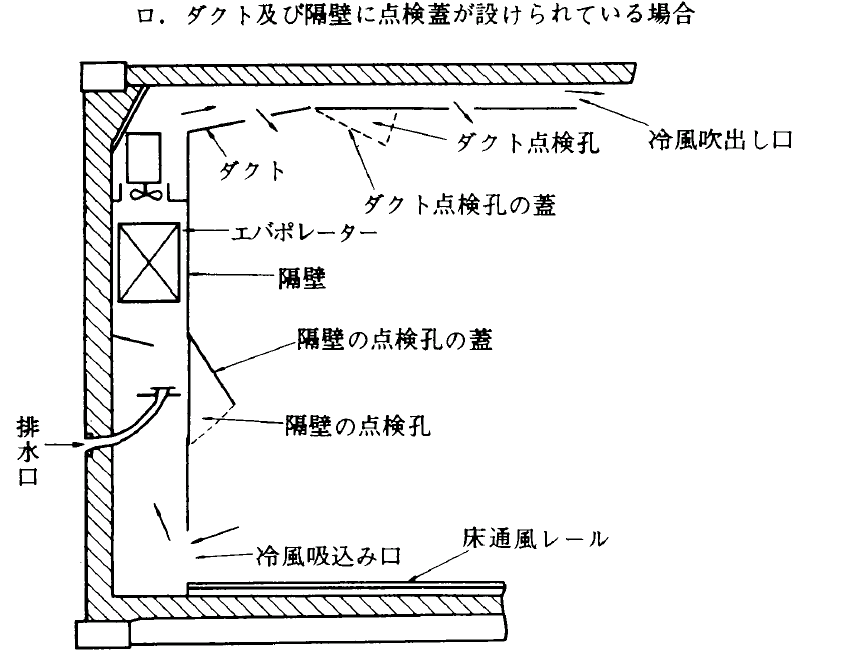 ロ．ダクト及び隔壁に点検蓋が設けられている場合
冷風吹出し口
ダクト点検孔
ダクト
ダクト点検孔の蓋
エバポレーター
隔壁
隔壁の点検孔の蓋
隔壁の点検孔
排水口
床通風レール
冷風吸込み口